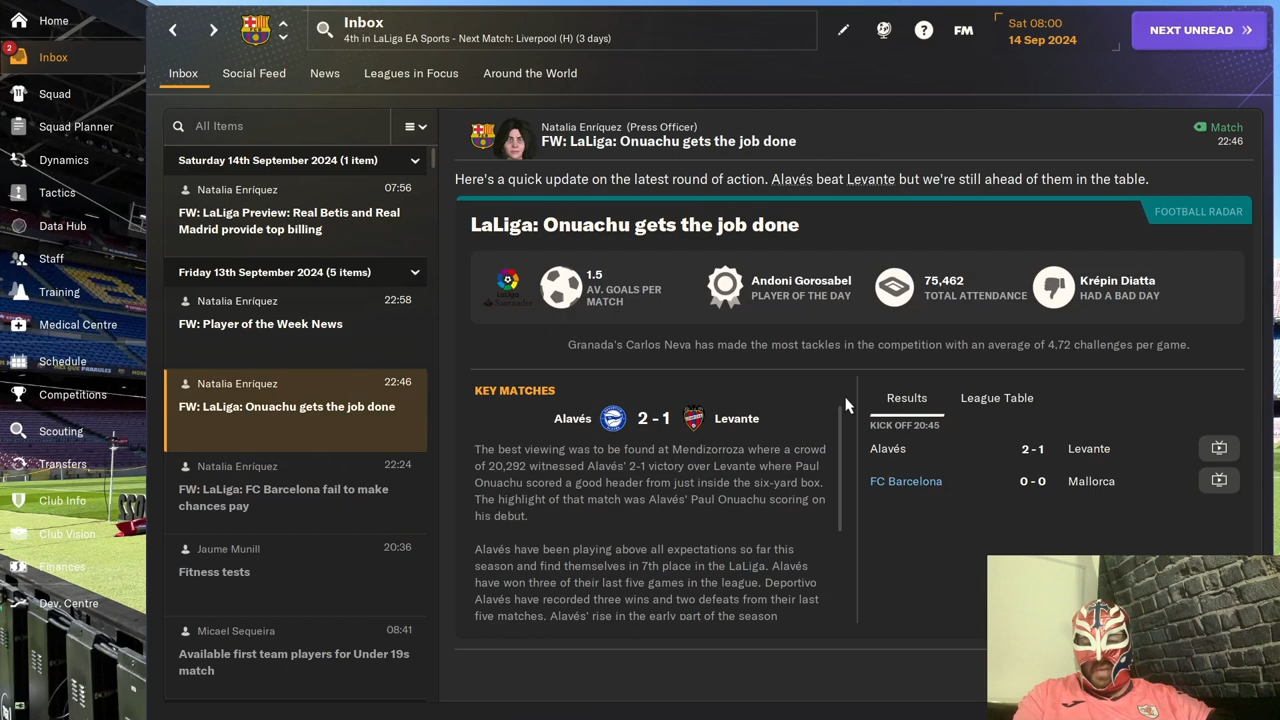 Home
2
Inbox
Squad
Squad Planner
Dynamics
Tactics
Data Hub
Staff
Training
Medical Centre
Schedule
Competitions
Scouting
Transfers
Club Info
Club Vision
Finances
Dev. Centre
Inbox
4th in LaLiga EA Sports - Next Match: Liverpool (H) (3 days)
?
FM
Sat 08:00
14 Sep 2024
NEXT UNREAD
Inbox
Social Feed
News
Leagues in Focus
Around the World
All Items
Saturday 14th September 2024 (1 item)
Natalia Enríquez
07:56
FW: LaLiga Preview: Real Betis and Real
Madrid provide top billing
Friday 13th September 2024 (5 items)
Natalia Enríquez
22:58
FW: Player of the Week News
Natalia Enríquez
22:46
FW: LaLiga: Onuachu gets the job done
Natalia Enríquez
22:24
FW: LaLiga: FC Barcelona fail to make
chances pay
Jaume Munill
20:36
Fitness tests
Micael Sequeira
08:41
Available first team players for Under 19s
match
Natalia Enríquez (Press Officer)
FW: LaLiga: Onuachu gets the job done
Match
22:46
Here's a quick update on the latest round of action. Alavés beat Levante but we're still ahead of them in the table.
FOOTBALL RADAR
LaLiga: Onuachu gets the job done
LaLiga
Santander
1.5
AV. GOALS PER
MATCH
Andoni Gorosabel
PLAYER OF THE DAY
75,462
TOTAL ATTENDANCE
Krépin Diatta
HAD A BAD DAY
Granada's Carlos Neva has made the most tackles in the competition with an average of 4.72 challenges per game.
KEY MATCHES
Alavés 2 - 1 Levante
The best viewing was to be found at Mendizorroza where a crowd
of 20,292 witnessed Alavés' 2-1 victory over Levante where Paul
Onuachu scored a good header from just inside the six-yard box.
The highlight of that match was Alavés' Paul Onuachu scoring on
his debut.
Alavés have been playing above all expectations so far this
season and find themselves in 7th place in the LaLiga. Alavés
have won three of their last five games in the league. Deportivo
Alavés have recorded three wins and two defeats from their last
five matches. Alavés' rise in the early part of the season
Results
League Table
KICK OFF 20:45
Alavés 2 - 1 Levante
FC Barcelona 0 - 0 Mallorca